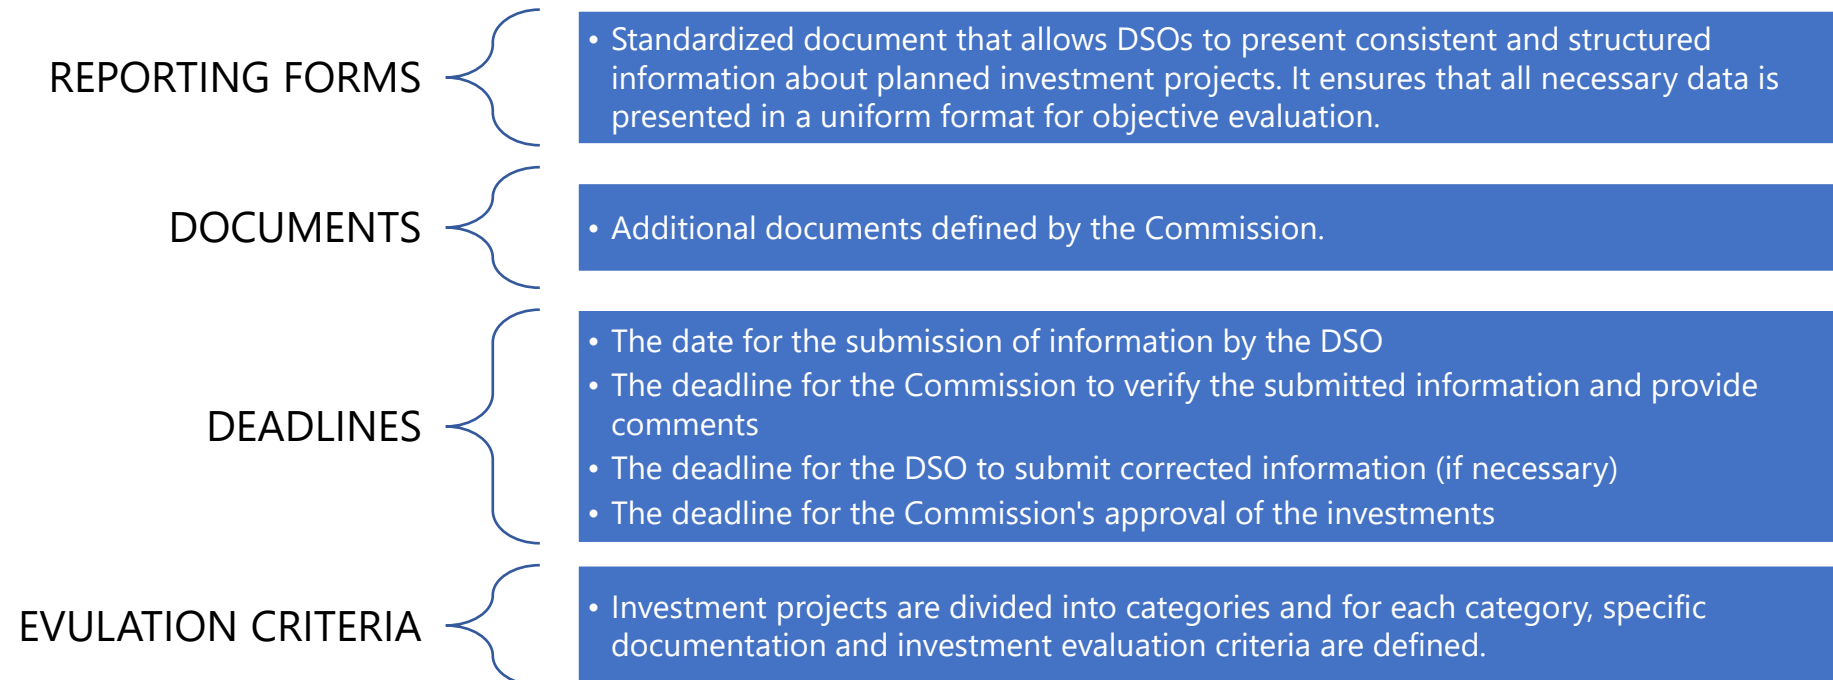 REPORTING FORMS
• Standardized document that allows DSOs to present consistent and structured
information about planned investment projects. It ensures that all necessary data is
presented in a uniform format for objective evaluation.
DOCUMENTS
• Additional documents defined by the Commission.
DEADLINES
• The date for the submission of information by the DSO
• The deadline for the Commission to verify the submitted information and provide
comments
• The deadline for the DSO to submit corrected information (if necessary)
• The deadline for the Commission's approval of the investments
EVULATION CRITERIA
• Investment projects are divided into categories and for each category, specific
documentation and investment evaluation criteria are defined.